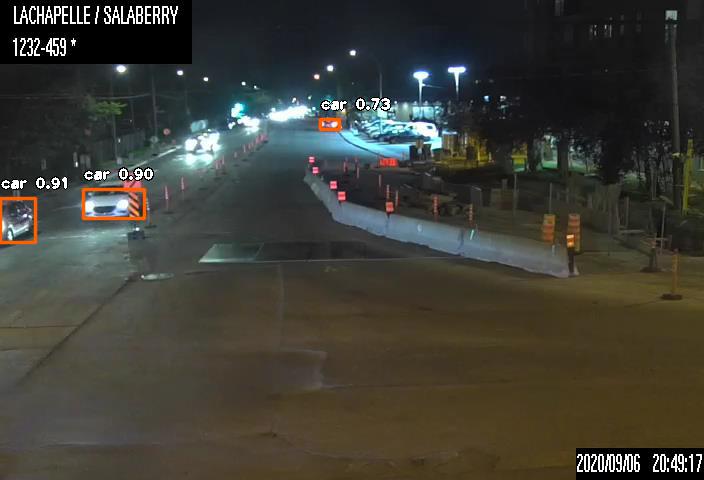 LACHAPELLE / SALABERRY
1232-459 *
car 0.73
car 0.90
car 0.91
2020/09/06 20:49:17